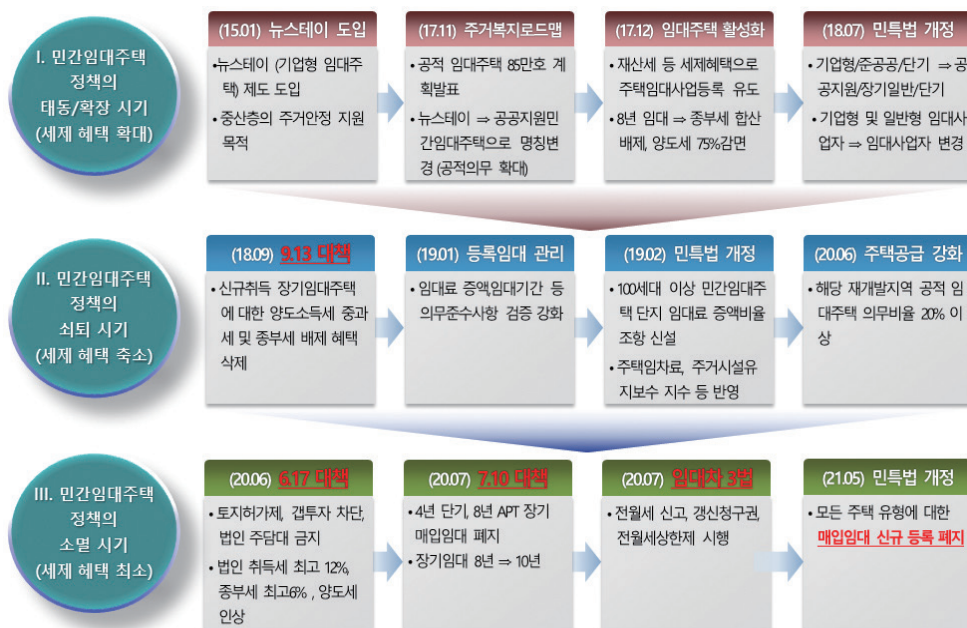 I. 민간임대주택
정책의
태동/확장 시기
(세제 혜택 확대)
(15.01) 뉴스테이 도입
•뉴스테이 (기업형 임대주
택) 제도 도입
• 중산층의 주거안정 지원
목적
(17.11) 주거복지로드맵
• 공적 임대주택 85만호 계
획발표
• 뉴스테이 ⇒ 공공지원민
간임대주택으로 명칭변
경 (공적의무 확대)
(17.12) 임대주택 활성화
• 재산세 등 세제혜택으로
주택임대사업등록 유도
• 8년 임대 ⇒ 종부세 합산
배제, 양도세 75%감면
(18.07) 민특법 개정
• 기업형/준공공/단기 ⇒ 공
공지원/장기일반/단기
• 기업형 및 일반형 임대사
업자 ⇒ 임대사업자 변경
II. 민간임대주택
정책의
쇠퇴 시기
(세제 혜택 축소)
(18.09) 9.13 대책
• 신규취득 장기임대주택
에 대한 양도소득세 중과
세 및 종부세 배제 혜택
삭제
(19.01) 등록임대 관리
• 임대료 증액,임대기간 등
의무준수사항 검증 강화
(19.02) 민특법 개정
• 100세대 이상 민간임대주
택 단지 임대료 증액비율
조항 신설
• 주택임차료, 주거시설유
지보수 지수 등 반영
(20.06) 주택공급 강화
• 해당 재개발지역 공적 임
대주택 의무비율 20% 이
상
III. 민간임대주택
정책의
소멸 시기
(세제 혜택 최소)
(20.06) 6.17 대책
• 토지허가제, 갭투자 차단,
법인 주담대 금지
• 법인 취득세 최고 12%,
종부세 최고6% , 양도세
인상
(20.07) 7.10 대책
• 4년 단기, 8년 APT 장기
매입임대 폐지
• 장기임대 8년 ⇒ 10년
(20.07) 임대차 3법
• 전월세 신고, 갱신청구권,
전월세상한제 시행
(21.05) 민특법 개정
• 모든 주택 유형에 대한
매입임대 신규 등록 폐지